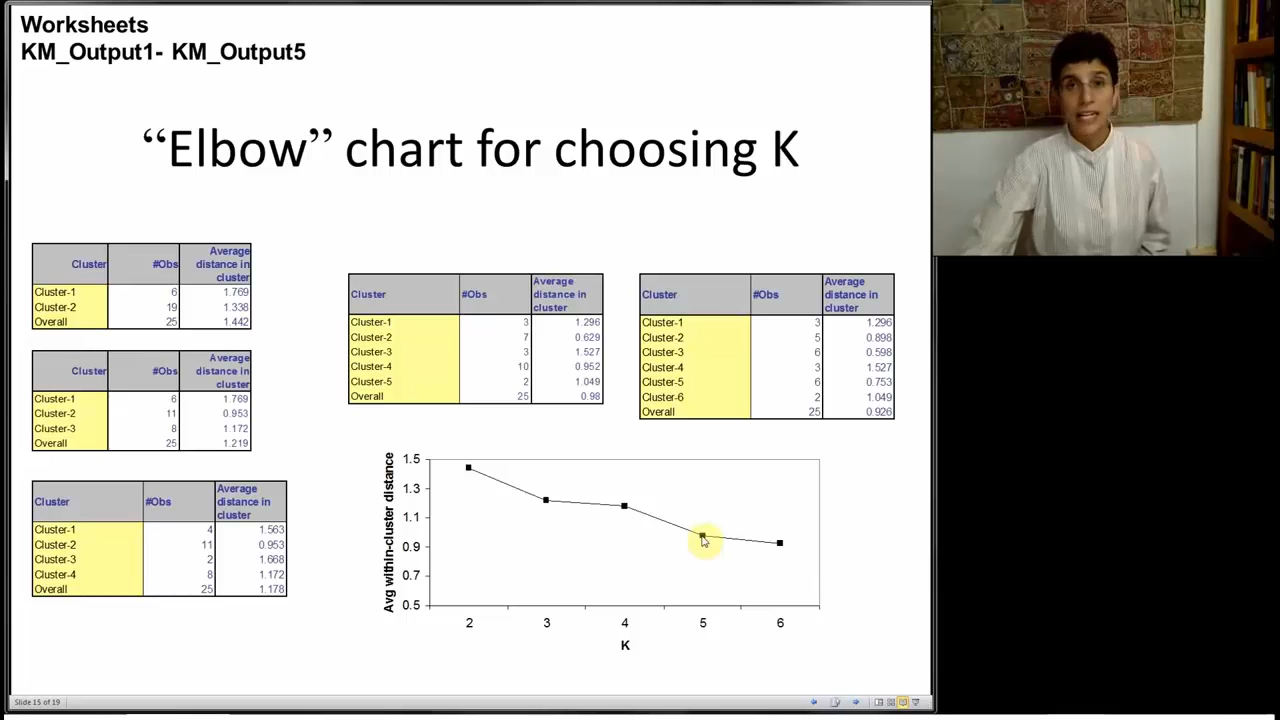 Worksheets
KM_Output1- KM_Output5
“Elbow” chart for choosing K
Cluster #Obs Average distance in cluster
Cluster-1 6 1.769
Cluster-2 19 1.338
Overall 25 1.442
Cluster #Obs Average distance in cluster
Cluster-1 6 1.769
Cluster-2 11 0.953
Cluster-3 8 1.172
Overall 25 1.219
Cluster #Obs Average distance in cluster
Cluster-1 4 1.563
Cluster-2 11 0.953
Cluster-3 2 1.668
Cluster-4 8 1.172
Overall 25 1.178
Cluster #Obs Average distance in cluster
Cluster-1 3 1.296
Cluster-2 7 0.629
Cluster-3 3 1.527
Cluster-4 10 0.952
Cluster-5 2 1.049
Overall 25 0.98
Cluster #Obs Average distance in cluster
Cluster-1 3 1.296
Cluster-2 5 0.898
Cluster-3 6 0.598
Cluster-4 3 1.527
Cluster-5 6 0.753
Cluster-6 2 1.049
Overall 25 0.926
Avg within-cluster distance
1.5
1.3
1.1
0.9
0.7
0.5
2 3 4 5 6
K
Slide 15 of 19